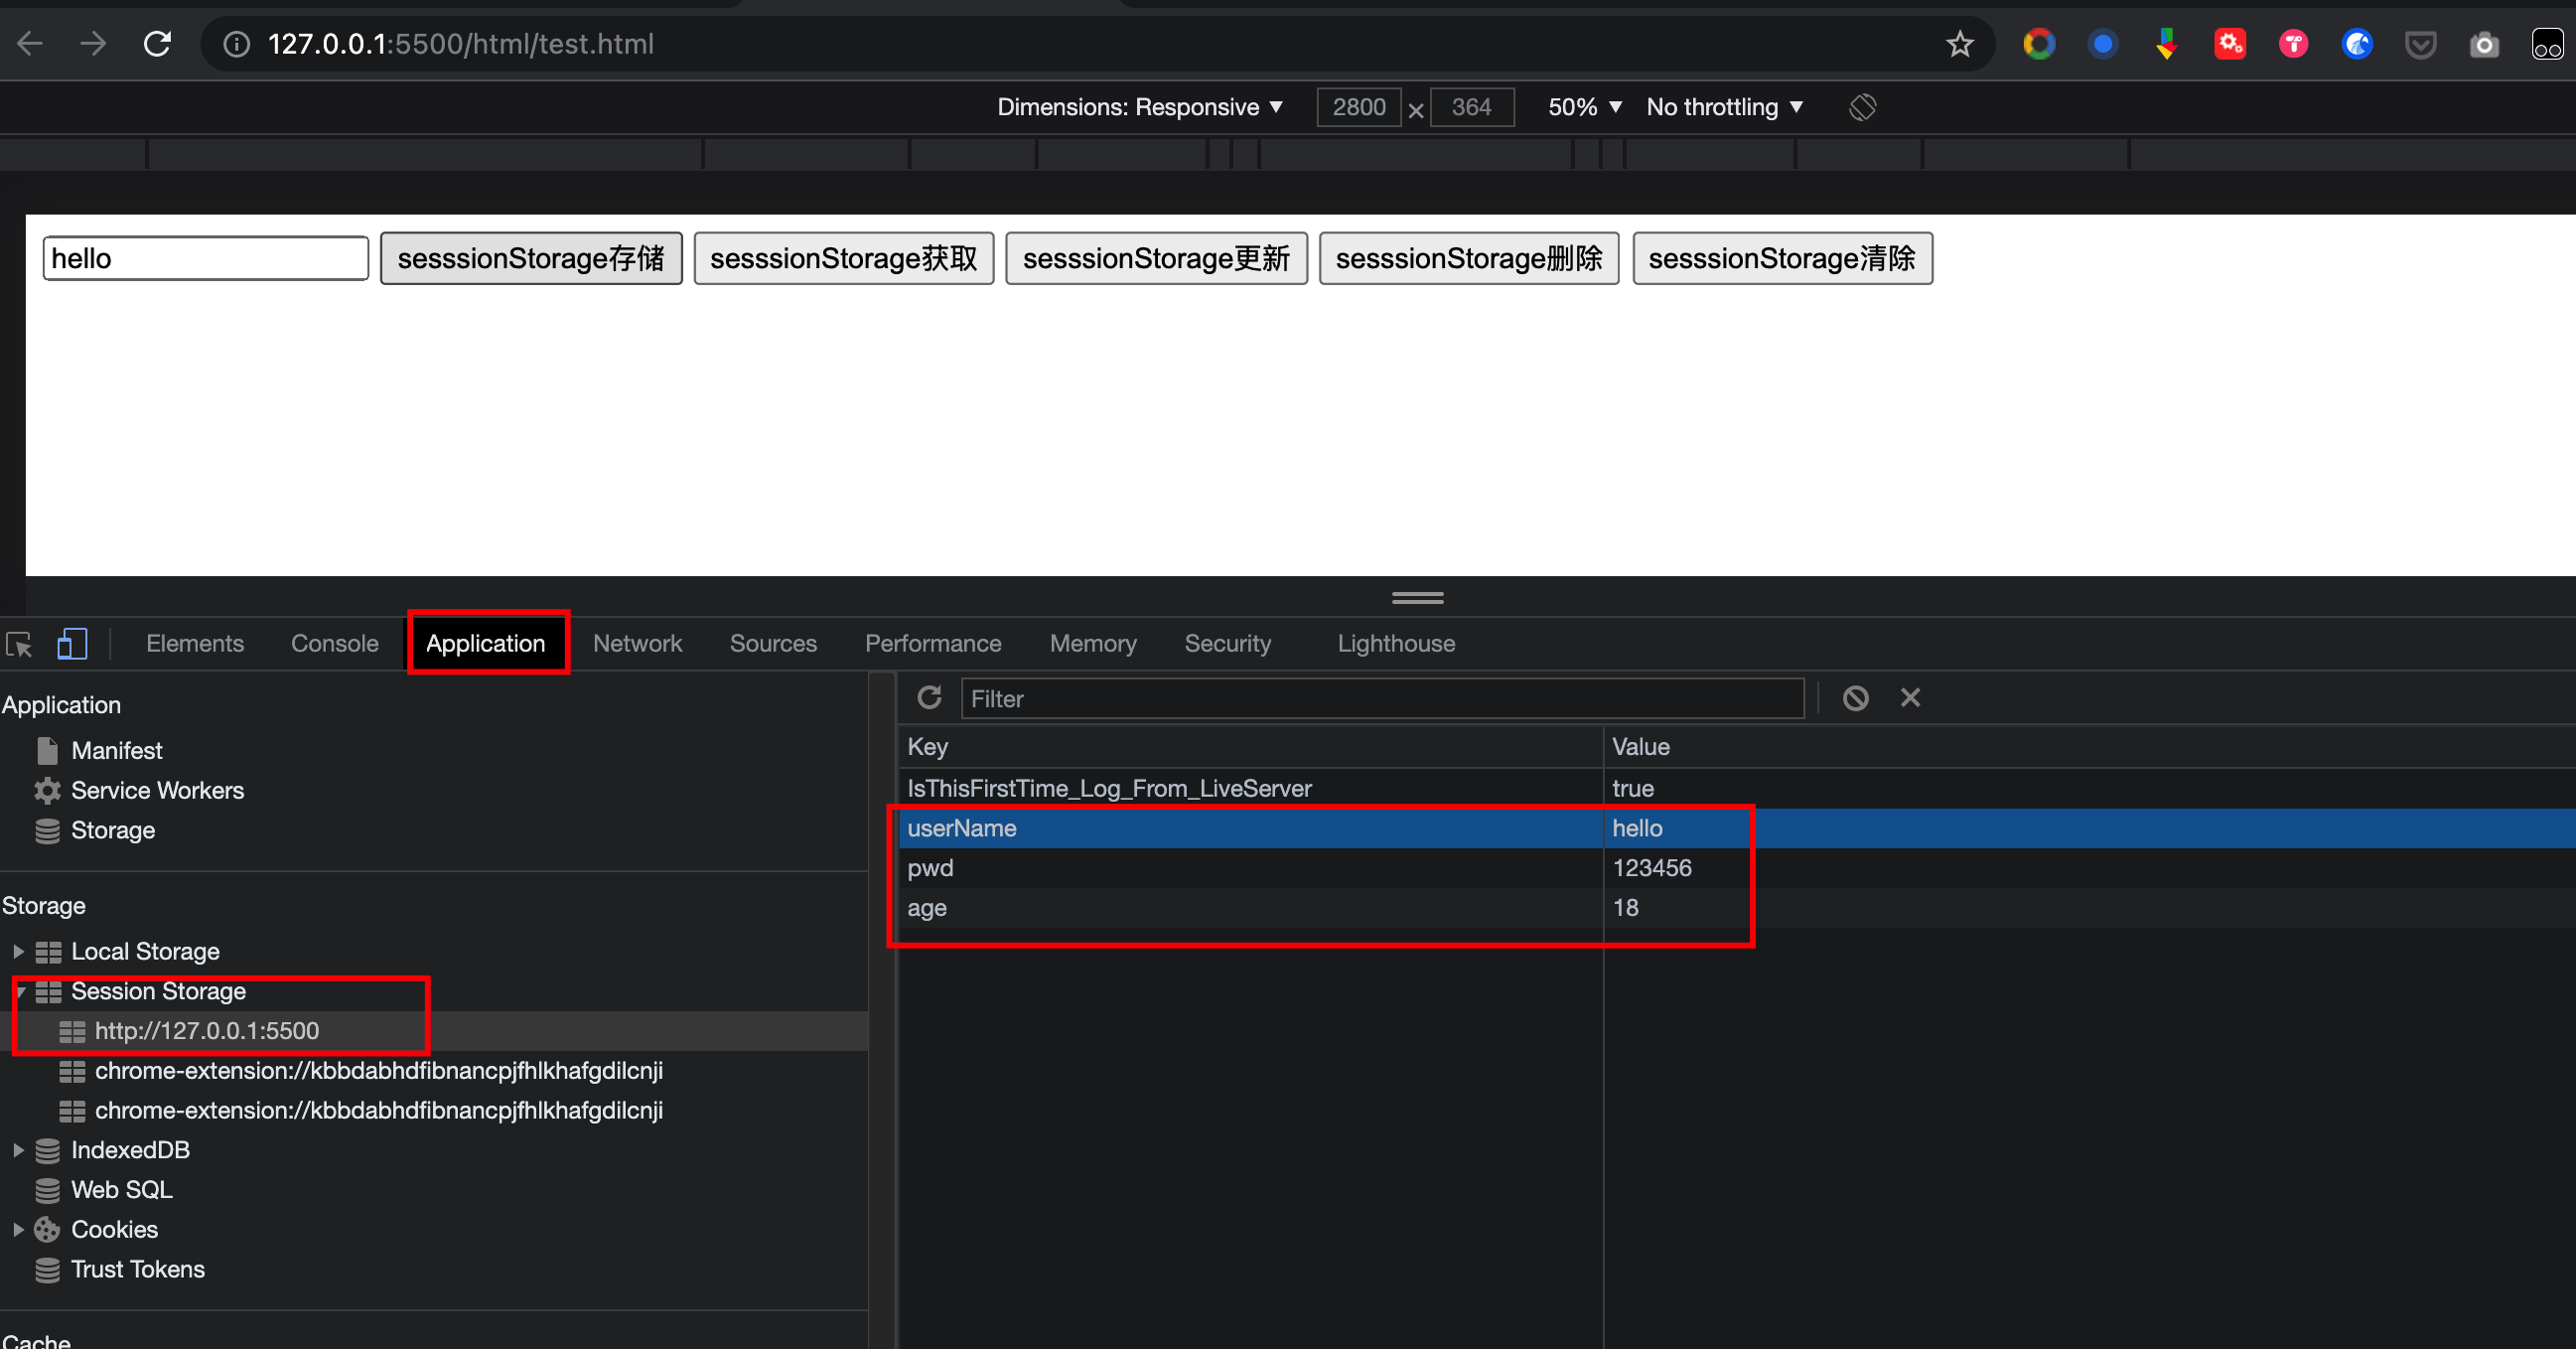 127.0.0.1:5500/html/test.html
Dimensions: Responsive ▼ 2800 × 364 50% ▼ No throttling ▼
hello sesssionStorage存储 sesssionStorage获取 sesssionStorage更新 sesssionStorage删除 sesssionStorage清除
Elements Console Application Network Sources Performance Memory Security Lighthouse
Application
Manifest
Service Workers
Storage
Storage
Local Storage
Session Storage
http://127.0.0.1:5500
chrome-extension://kbbdabhdfibnancpjfhlkhafgdilcnji
chrome-extension://kbbdabhdfibnancpjfhlkhafgdilcnji
IndexedDB
Web SQL
Cookies
Trust Tokens
Cache
Filter
Key Value
IsThisFirstTime_Log_From_LiveServer true
userName hello
pwd 123456
age 18